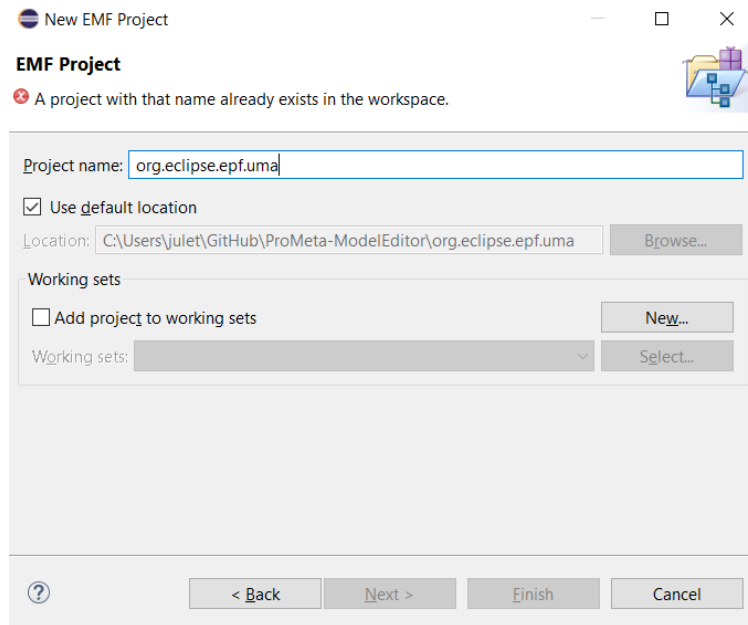 New EMF Project
EMF Project
A project with that name already exists in the workspace.
Project name: org.eclipse.epf.uma
Use default location
Location: C:\Users\julet\GitHub\ProMeta-ModelEditor\org.eclipse.epf.uma Browse...
Working sets
Add project to working sets New...
Working sets: Select...
? < Back Next > Finish Cancel